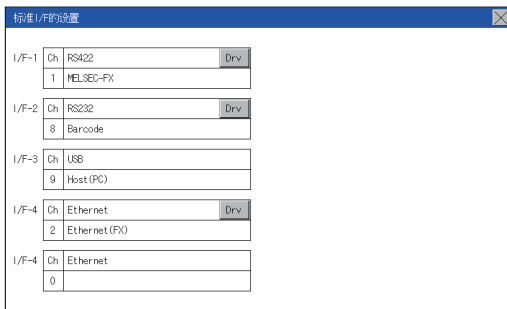 标准I/F的设置
I/F-1 Ch RS422 Drv
1 MELSEC-FX
I/F-2 Ch RS232 Drv
8 Barcode
I/F-3 Ch USB
9 Host(PC)
I/F-4 Ch Ethernet Drv
2 Ethernet(FX)
I/F-4 Ch Ethernet
0